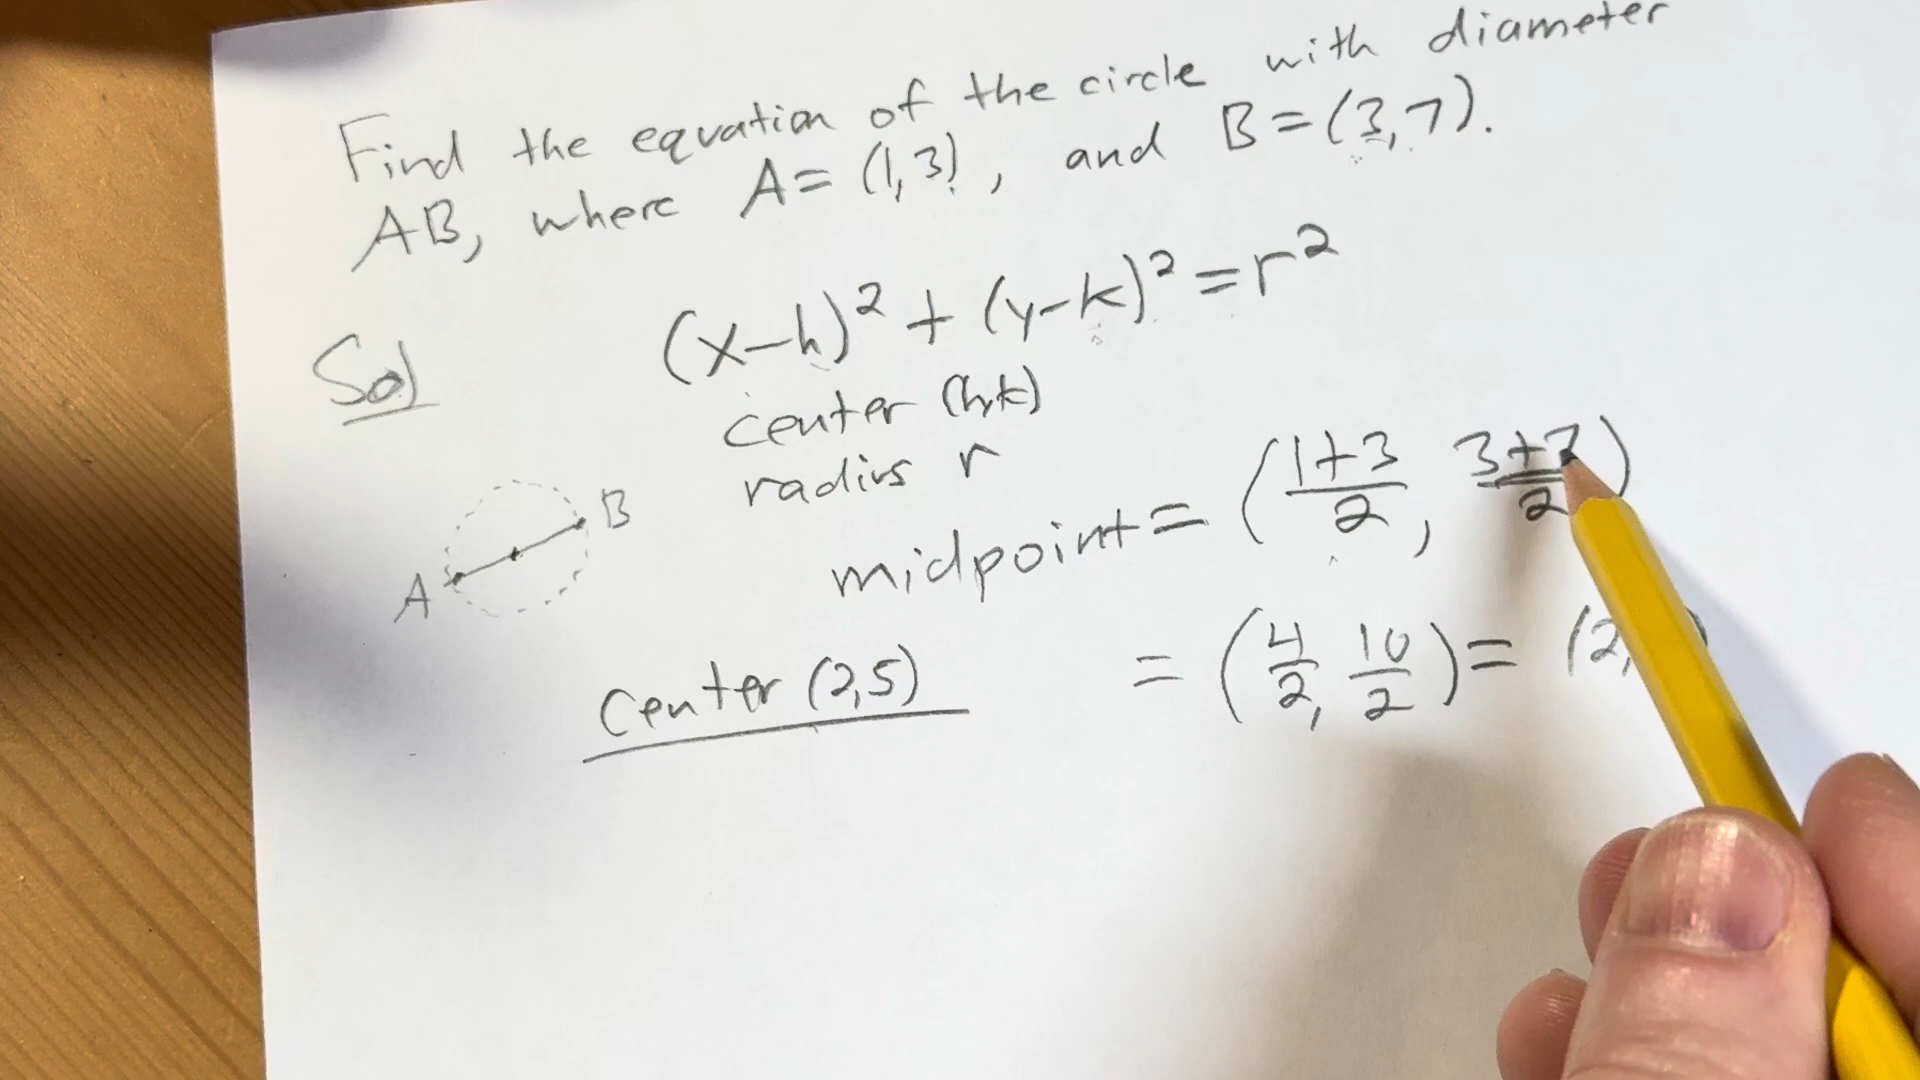 Find the equation of the circle with diameter
AB, where A = (1,3), and B = (3,7).
Sol
(x-h)² + (y-k)² = r²
center (h,k)
radius r
A
B
midpoint = (1+3/2, 3+7/2)
= (4/2, 10/2) = (2,
center (2,5)